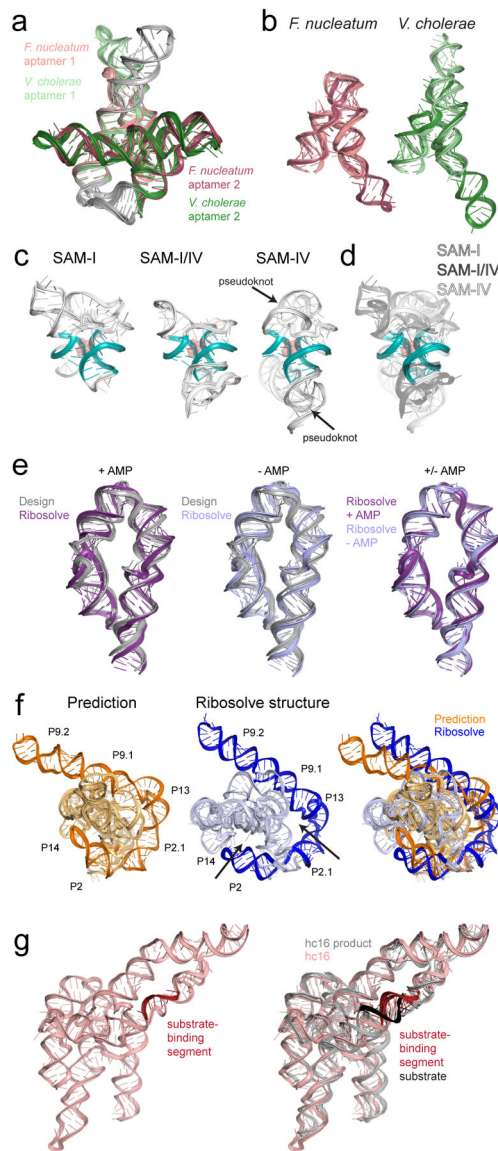 a
F. nucleatum
aptamer 1
V. cholerae
aptamer 1
F. nucleatum
aptamer 2
V. cholerae
aptamer 2
b
F. nucleatum
V. cholerae
c
SAM-I
SAM-I/IV
SAM-IV
pseudoknot
pseudoknot
d
SAM-I
SAM-I/IV
SAM-IV
e
+ AMP
Design
Ribosolve
- AMP
Design
Ribosolve
+/- AMP
Ribosolve
+ AMP
Ribosolve
- AMP
f
Prediction
P9.2
P9.1
P13
P14
P2.1
P2
Ribosolve structure
P9.2
P9.1
P13
P14
P2.1
P2
Prediction
Ribosolve
g
substrate-
binding
segment
hc16 product
hc16
substrate-
binding
segment
substrate